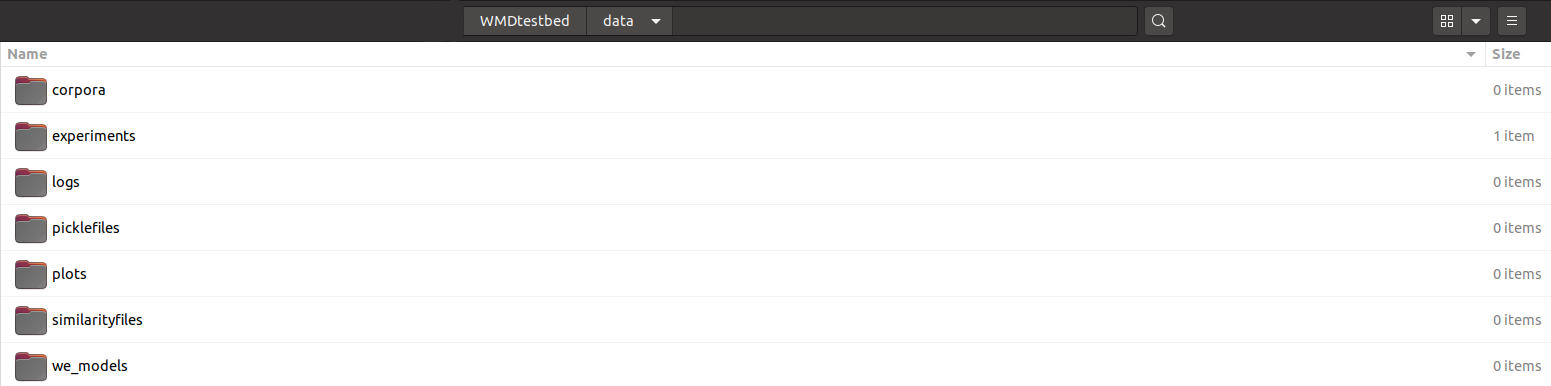 WMDtestbed data
Name Size
corpora 0 items
experiments 1 item
logs 0 items
picklefiles 0 items
plots 0 items
similarityfiles 0 items
we_models 0 items